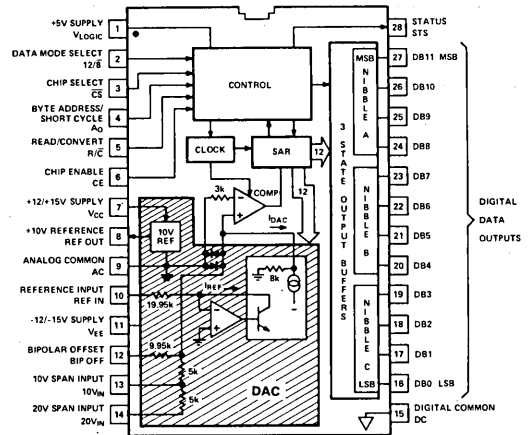 +5V SUPPLY
VLOGIC
1
DATA MODE SELECT
12/8̅
2
CHIP SELECT
C̅S̅
3
BYTE ADDRESS/
SHORT CYCLE
A0
4
READ/CONVERT
R/C̅
5
CHIP ENABLE
CE
6
+12/+15V SUPPLY
VCC
7
+10V REFERENCE
REF OUT
8
ANALOG COMMON
AC
9
REFERENCE INPUT
REF IN
10
-12/-15V SUPPLY
VEE
11
BIPOLAR OFFSET
BIP OFF
12
10V SPAN INPUT
10VIN
13
20V SPAN INPUT
20VIN
14
CONTROL
CLOCK
SAR
12
12
3k
COMP
IDAC
10V
REF
8k
IREF
19.95k
9.95k
5k
5k
DAC
3 STATE OUTPUT BUFFERS
MSB
NIBBLE A
NIBBLE B
NIBBLE C
LSB
28
STATUS
STS
27
DB11 MSB
26
DB10
25
DB9
24
DB8
23
DB7
22
DB6
21
DB5
20
DB4
19
DB3
18
DB2
17
DB1
16
DB0 LSB
15
DIGITAL COMMON
DC
DIGITAL
DATA
OUTPUTS